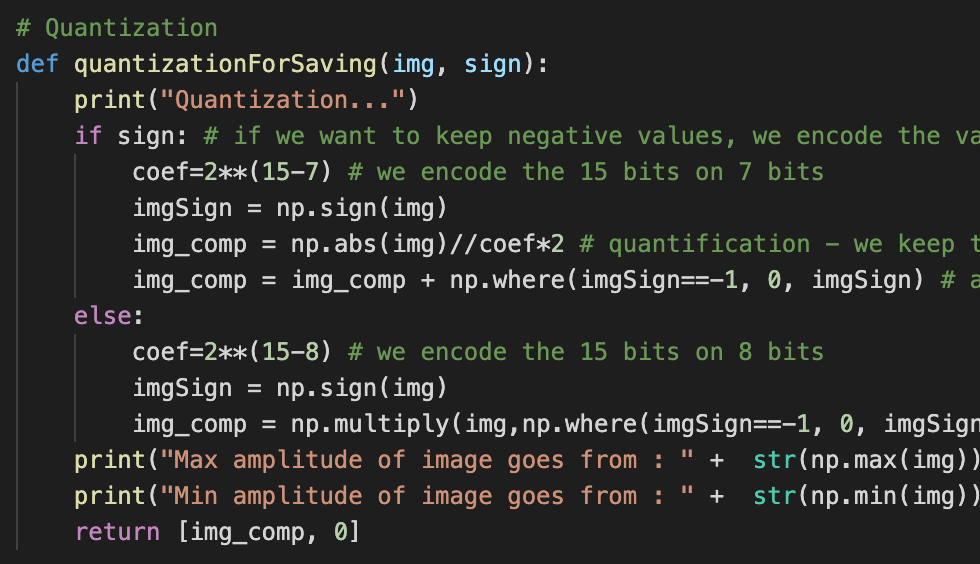 # Quantization
def quantizationForSaving(img, sign):
    print("Quantization...")
    if sign: # if we want to keep negative values, we encode the
        coef=2**(15-7) # we encode the 15 bits on 7 bits
        imgSign = np.sign(img)
        img_comp = np.abs(img)//coef*2 # quantification - we keep
        img_comp = img_comp + np.where(imgSign==-1, 0, imgSign) #
    else:
        coef=2**(15-8) # we encode the 15 bits on 8 bits
        imgSign = np.sign(img)
        img_comp = np.multiply(img,np.where(imgSign==-1, 0, imgSign
    print("Max amplitude of image goes from : " +  str(np.max(img))
    print("Min amplitude of image goes from : " +  str(np.min(img))
    return [img_comp, 0]